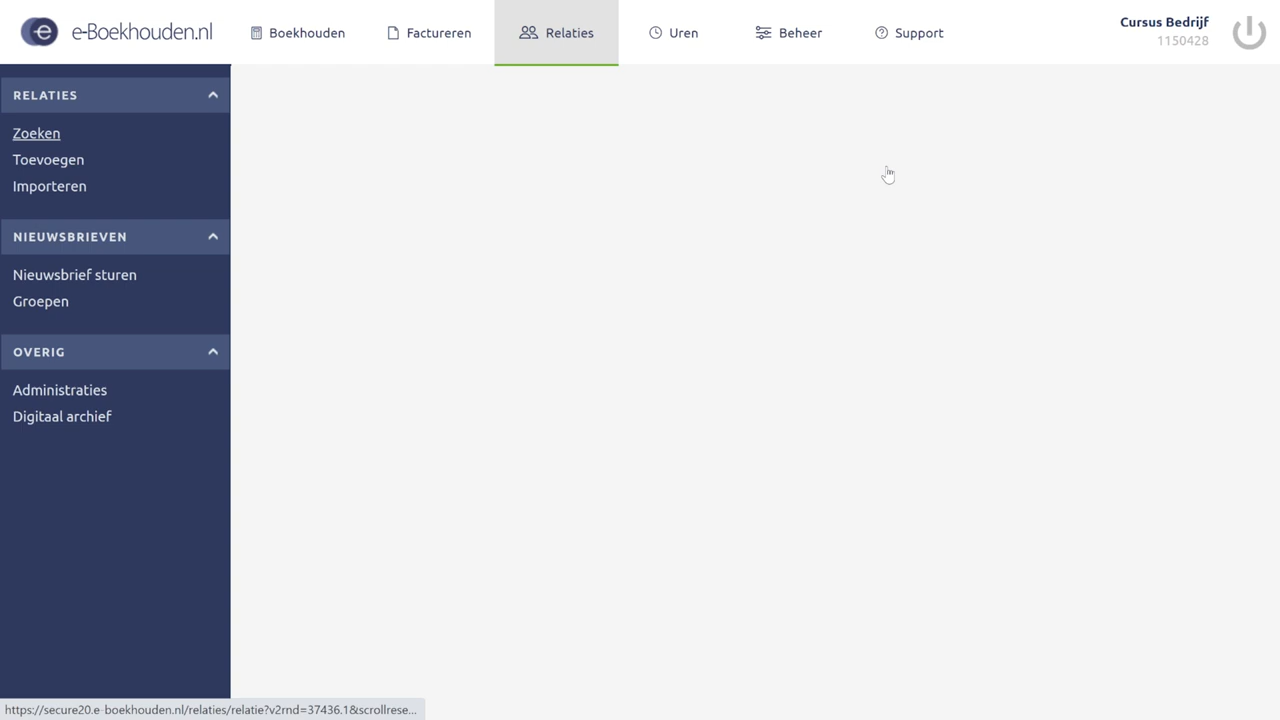 e-Boekhouden.nl
Boekhouden
Factureren
Relaties
Uren
Beheer
Support
Cursus Bedrijf
1150428
RELATIES
Zoeken
Toevoegen
Importeren
NIEUWSBRIEVEN
Nieuwsbrief sturen
Groepen
OVERIG
Administraties
Digitaal archief
https://secure20.e-boekhouden.nl/relaties/relatie?v2rnd=37436.1&scrollrese...